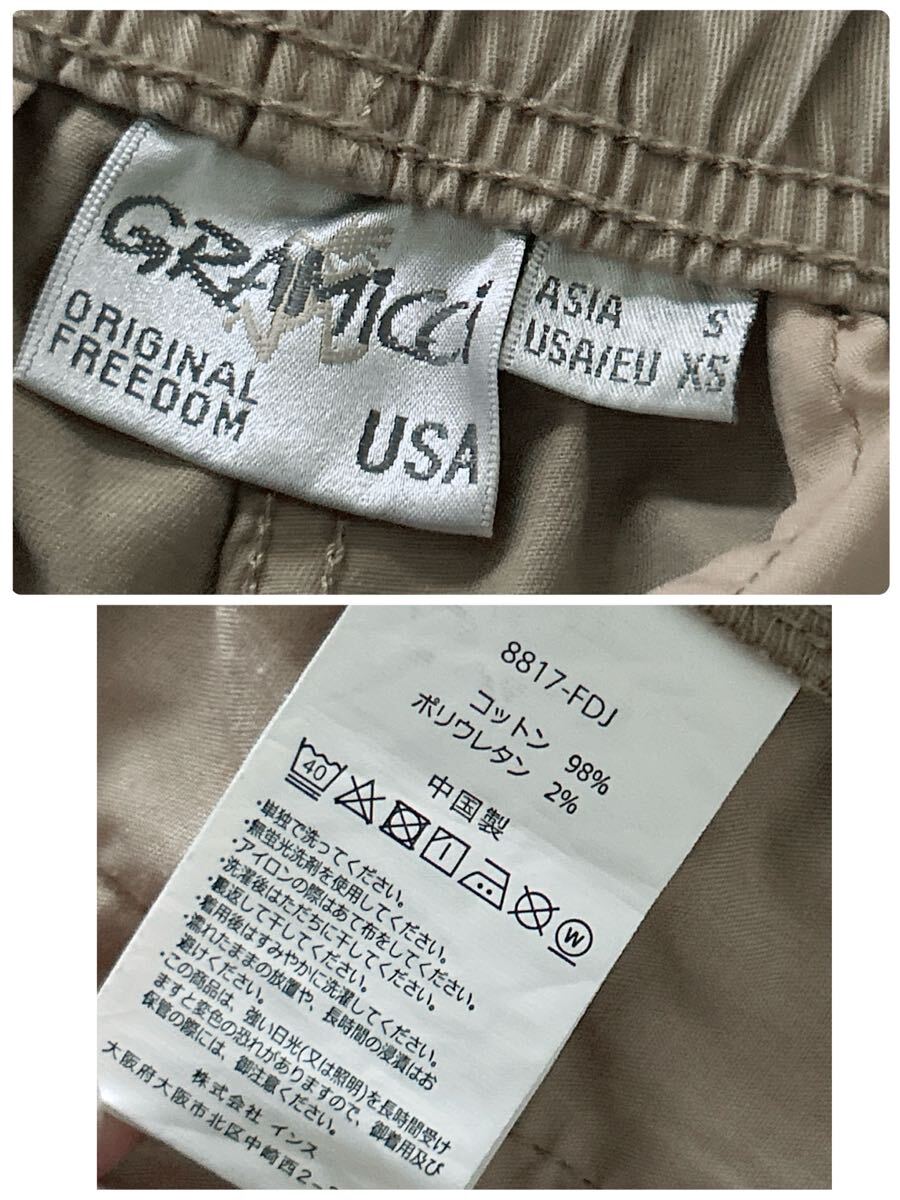 GRAMicci
ORIGINAL
FREEDOM
USA
ASIA S
USA/EU XS
8817-FDJ
コットン 98%
ポリウレタン 2%
中国製
40
W
・単独で洗ってください。
・無蛍光洗剤を使用してください。
・アイロンの際はあて布をしてください。
・洗濯後はただちに干してください。
・裏返して干してください。
・着用後はすみやかに洗濯してください。
・濡れたままの放置や、長時間の浸漬はお
避けください。
・この商品は、強い日光(又は照明)を長時間受け
ますと変色の恐れがありますので、御着用及び
保管の際には、御注意ください。
株式会社 インス
大阪府大阪市北区中崎西2-